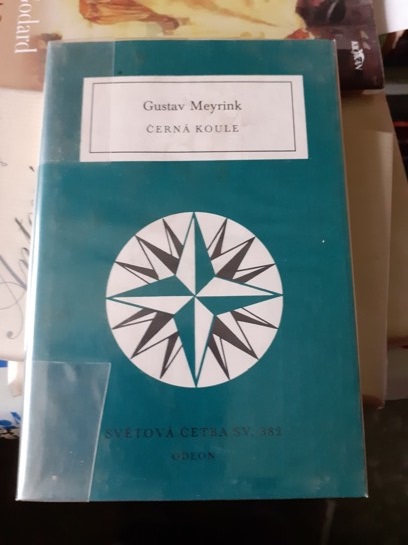 Gustav Meyrink
ČERNÁ KOULE
SVĚTOVÁ ČETBA SV. 382
ODEON